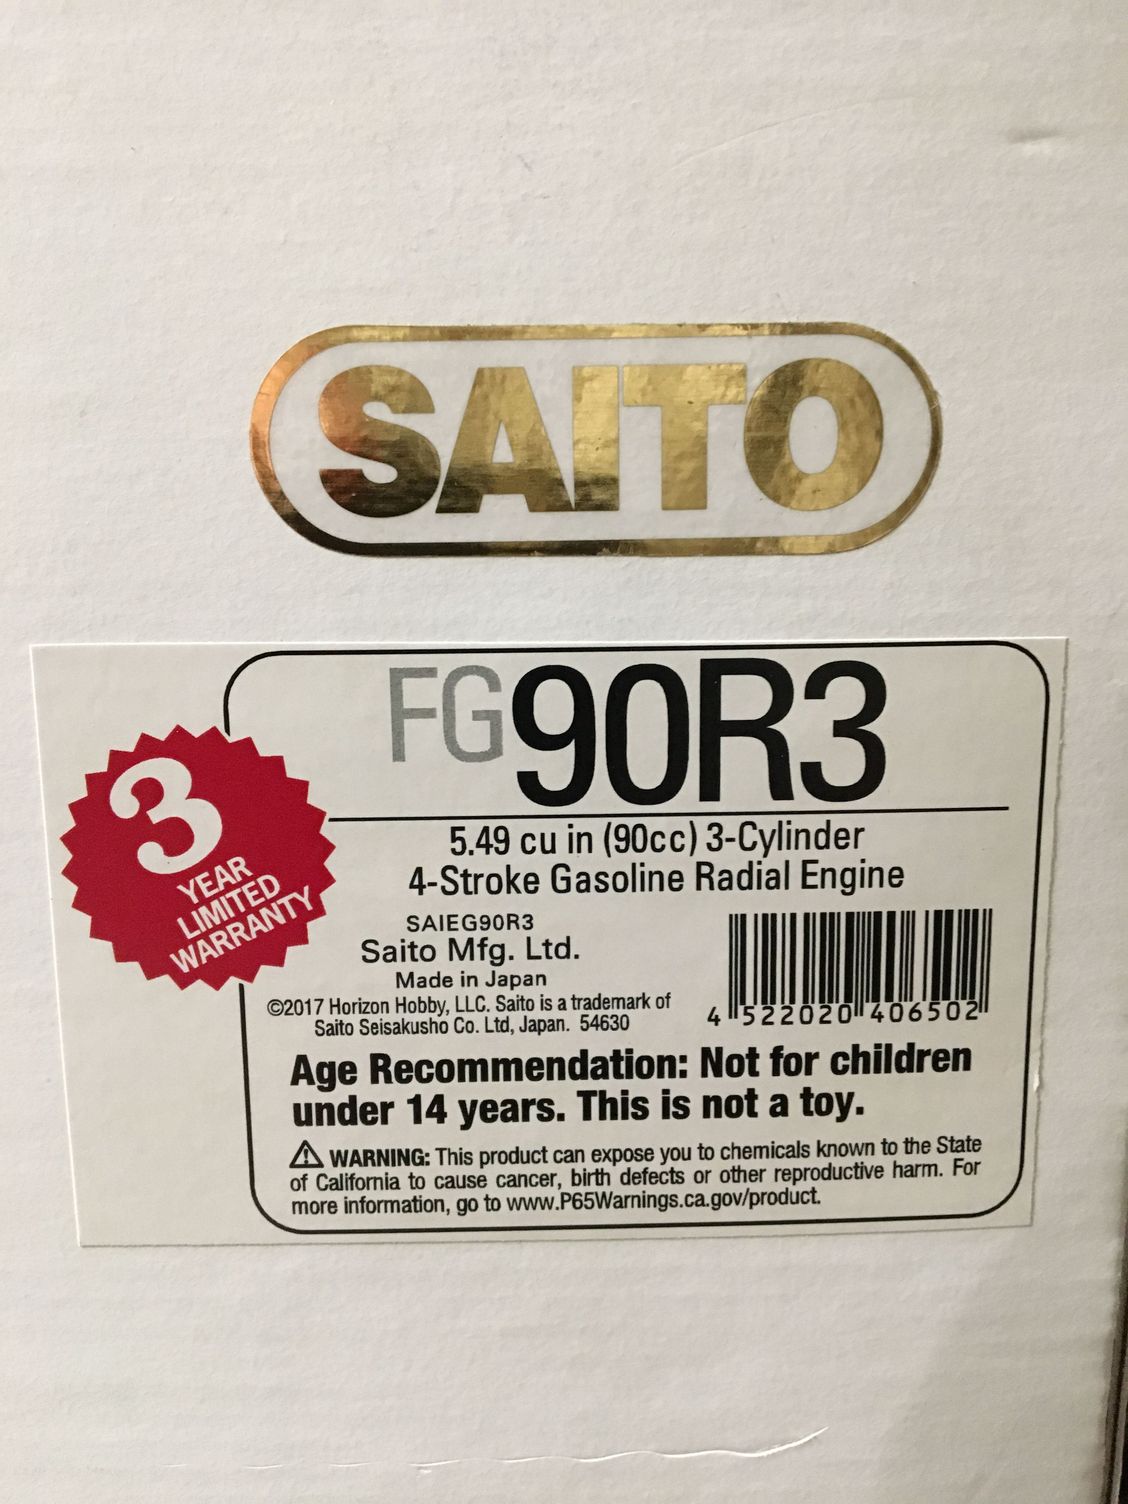 SAITO
FG90R3
3
YEAR
LIMITED
WARRANTY
5.49 cu in (90cc) 3-Cylinder
4-Stroke Gasoline Radial Engine
SAIEG90R3
Saito Mfg. Ltd.
Made in Japan
©2017 Horizon Hobby, LLC. Saito is a trademark of
Saito Seisakusho Co. Ltd, Japan. 54630
4 522020 406502
Age Recommendation: Not for children
under 14 years. This is not a toy.
⚠ WARNING: This product can expose you to chemicals known to the State
of California to cause cancer, birth defects or other reproductive harm. For
more information, go to www.P65Warnings.ca.gov/product.